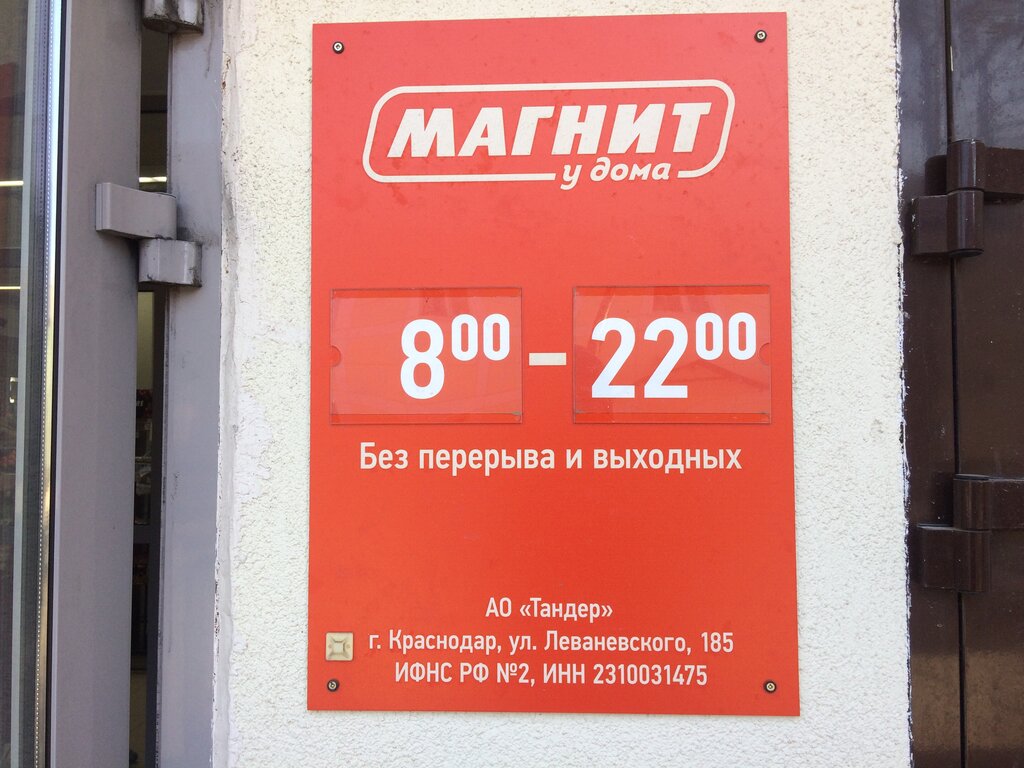 МАГНИТ
у дома
8⁰⁰ – 22⁰⁰
Без перерыва и выходных
АО «Тандер»
г. Краснодар, ул. Леваневского, 185
ИФНС РФ №2, ИНН 2310031475